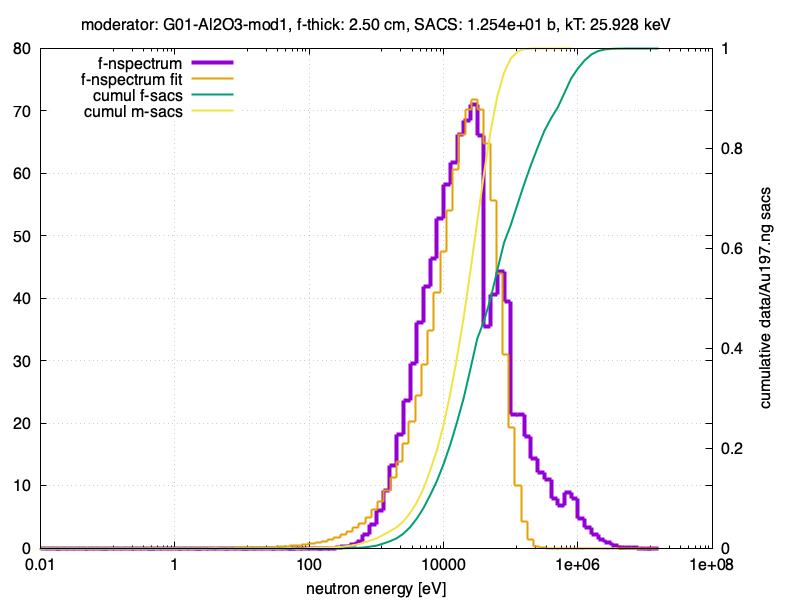 moderator: G01-Al2O3-mod1, f-thick: 2.50 cm, SACS: 1.254e+01 b, kT: 25.928 keV
f-nspectrum
f-nspectrum fit
cumul f-sacs
cumul m-sacs
80
70
60
50
40
30
20
10
0
1
0.8
0.6
0.4
0.2
0
cumulative data/Au197.ng sacs
0.01
1
100
10000
1e+06
1e+08
neutron energy [eV]